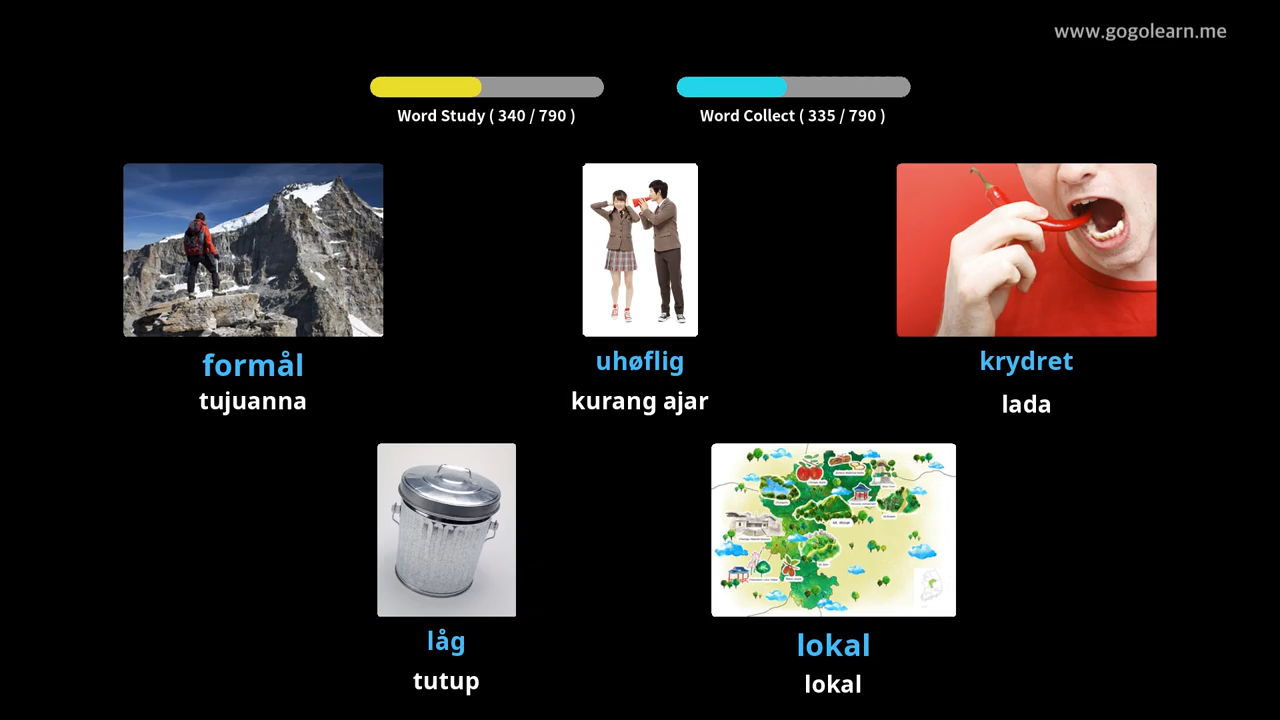 www.gogolearn.me
Word Study ( 340 / 790 )
Word Collect ( 335 / 790 )
formål
tujuanna
uhøflig
kurang ajar
krydret
lada
låg
tutup
lokal
lokal